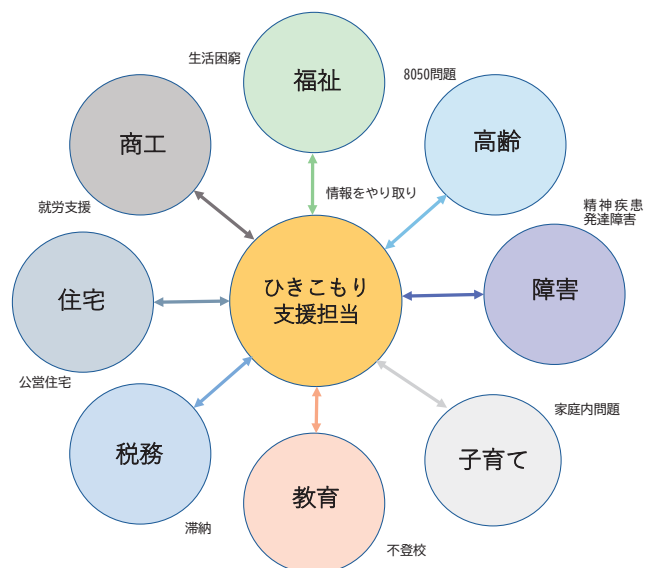 生活困窮
福祉
8050問題
高齢
商工
就労支援
情報をやり取り
精神疾患
発達障害
障害
住宅
公営住宅
ひきこもり
支援担当
税務
滞納
教育
不登校
子育て
家庭内問題